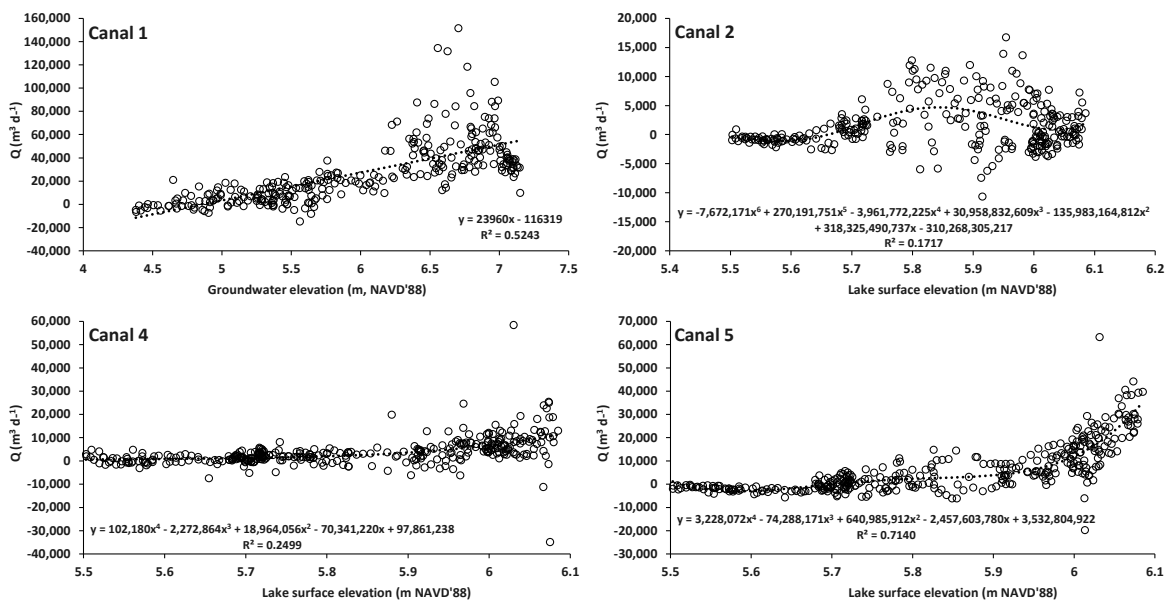 Canal 1
160,000
140,000
120,000
100,000
80,000
60,000
40,000
20,000
0
-20,000
-40,000
Q (m³ d-¹)
y = 23960x - 116319
R² = 0.5243
4 4.5 5 5.5 6 6.5 7 7.5
Groundwater elevation (m, NAVD'88)
Canal 2
20,000
15,000
10,000
5,000
0
-5,000
-10,000
-15,000
-20,000
Q (m³ d-¹)
y = -7,672,171x⁶ + 270,191,751x⁵ - 3,961,772,225x⁴ + 30,958,832,609x³ - 135,983,164,812x²
+ 318,325,490,737x - 310,268,305,217
R² = 0.1717
5.4 5.5 5.6 5.7 5.8 5.9 6 6.1 6.2
Lake surface elevation (m NAVD'88)
Canal 4
60,000
50,000
40,000
30,000
20,000
10,000
0
-10,000
-20,000
-30,000
-40,000
Q (m³ d-¹)
y = 102,180x⁴ - 2,272,864x³ + 18,964,056x² - 70,341,220x + 97,861,238
R² = 0.2499
5.5 5.6 5.7 5.8 5.9 6 6.1
Lake surface elevation (m NAVD'88)
Canal 5
70,000
60,000
50,000
40,000
30,000
20,000
10,000
0
-10,000
-20,000
-30,000
Q (m³ d-¹)
y = 3,228,072x⁴ - 74,288,171x³ + 640,985,912x² - 2,457,603,780x + 3,532,804,922
R² = 0.7140
5.5 5.6 5.7 5.8 5.9 6 6.1
Lake surface elevation (m NAVD'88)